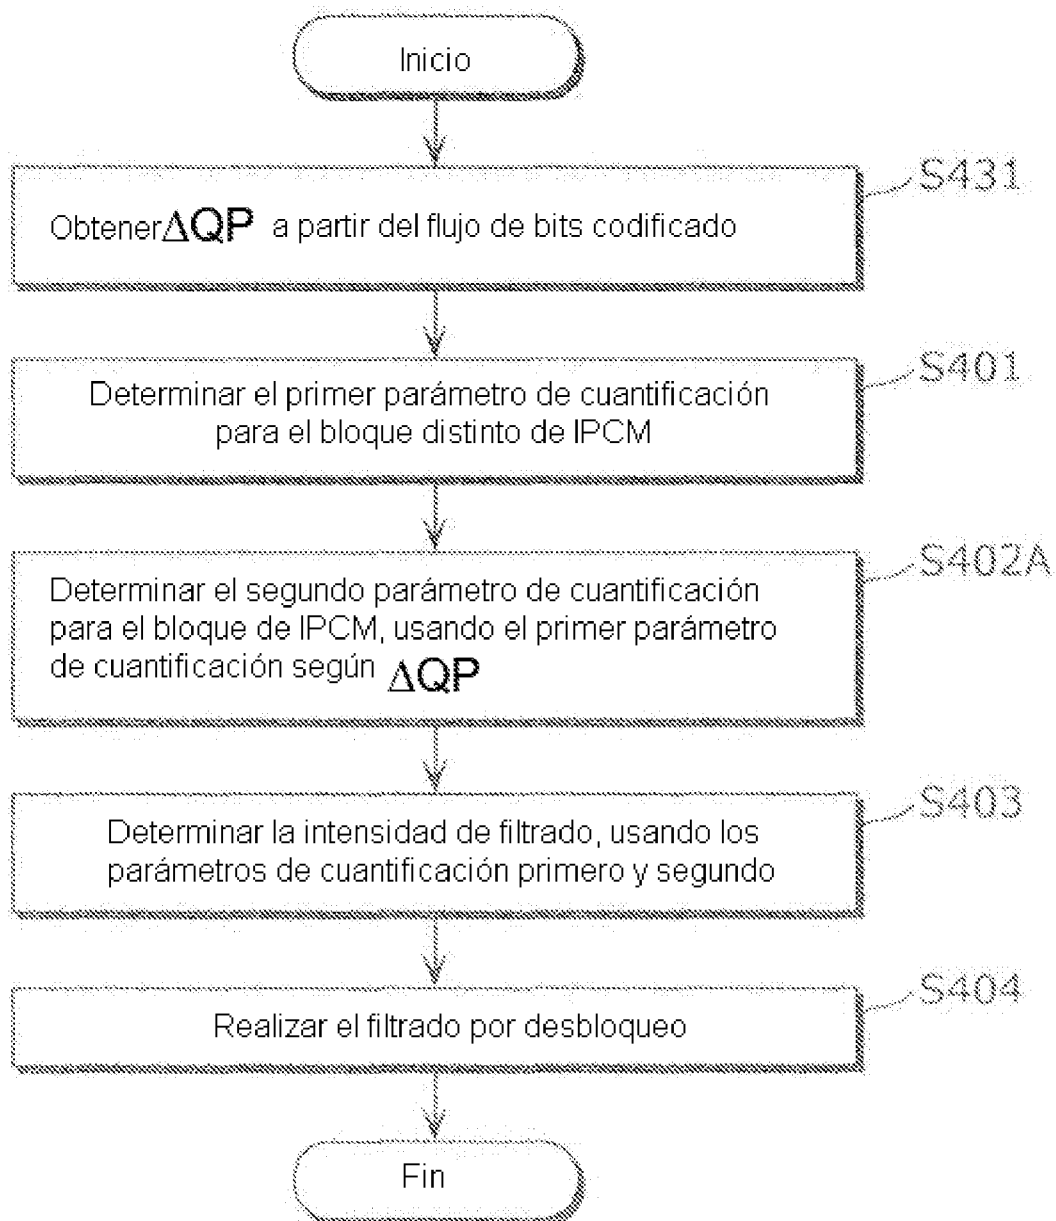 Inicio
S431
Obtener ΔQP a partir del flujo de bits codificado
S401
Determinar el primer parámetro de cuantificación
para el bloque distinto de IPCM
S402A
Determinar el segundo parámetro de cuantificación
para el bloque de IPCM, usando el primer parámetro
de cuantificación según ΔQP
S403
Determinar la intensidad de filtrado, usando los
parámetros de cuantificación primero y segundo
S404
Realizar el filtrado por desbloqueo
Fin